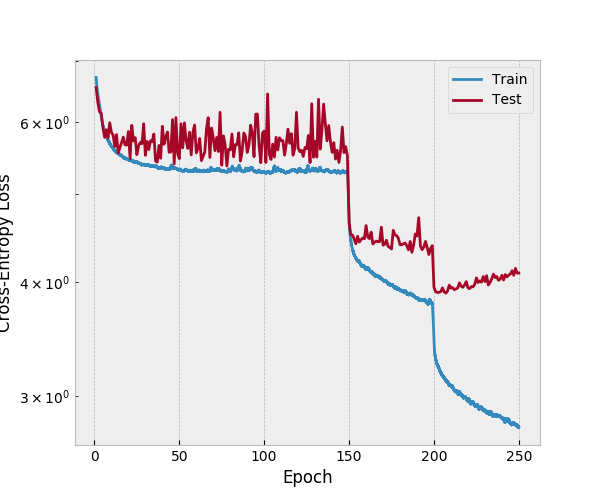 Train
Test
6 × 10⁰
4 × 10⁰
3 × 10⁰
Cross-Entropy Loss
0 50 100 150 200 250
Epoch